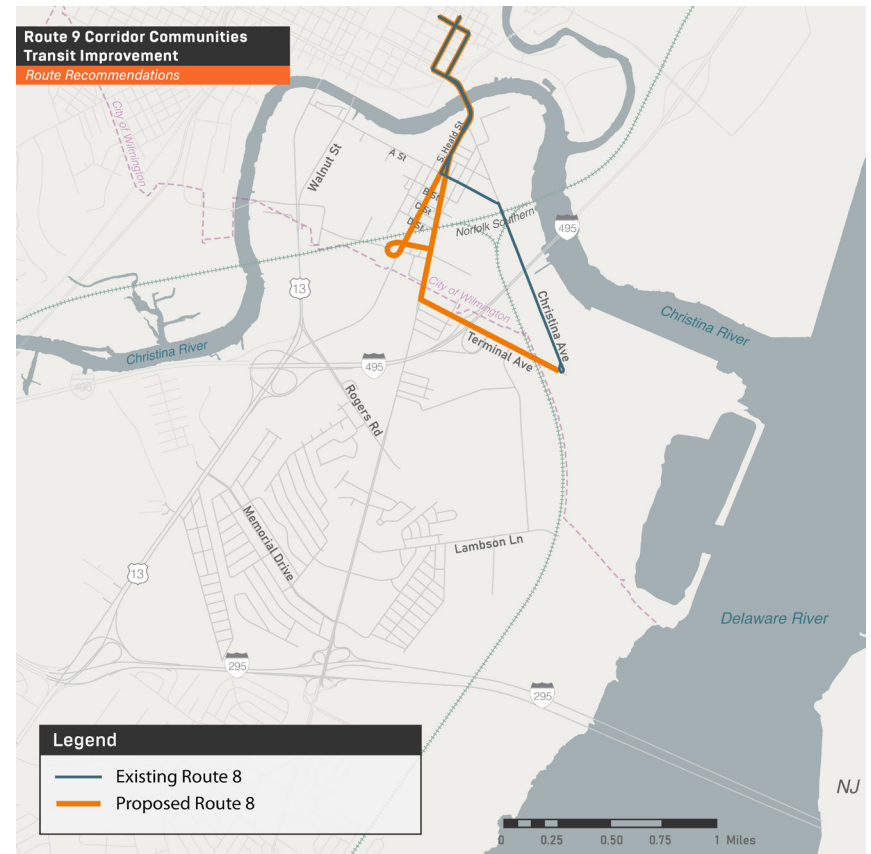 Route 9 Corridor Communities
Transit Improvement
Route Recommendations
City of Wilmington
Walnut St
A St
S. Heald St
B St
C St
D St
Norfolk Southern
495
13
City of Wilmington
Christina Ave
Christina River
Christina River
Terminal Ave
495
495
Rogers Rd
Memorial Drive
Lambson Ln
13
Delaware River
295
295
Legend
Existing Route 8
Proposed Route 8
NJ
0 0.25 0.50 0.75 1 Miles